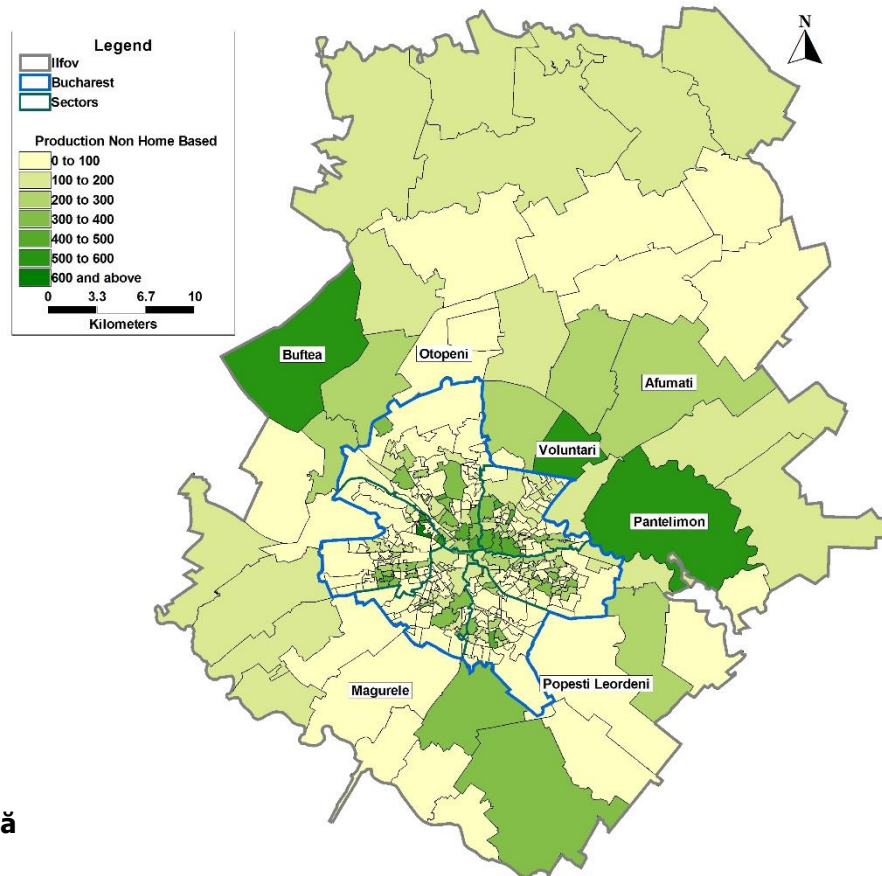 Legend
Ilfov
Bucharest
Sectors
Production Non Home Based
0 to 100
100 to 200
200 to 300
300 to 400
400 to 500
500 to 600
600 and above
0 3.3 6.7 10
Kilometers
N
Buftea
Otopeni
Afumati
Voluntari
Pantelimon
Magurele
Popesti Leordeni
ă